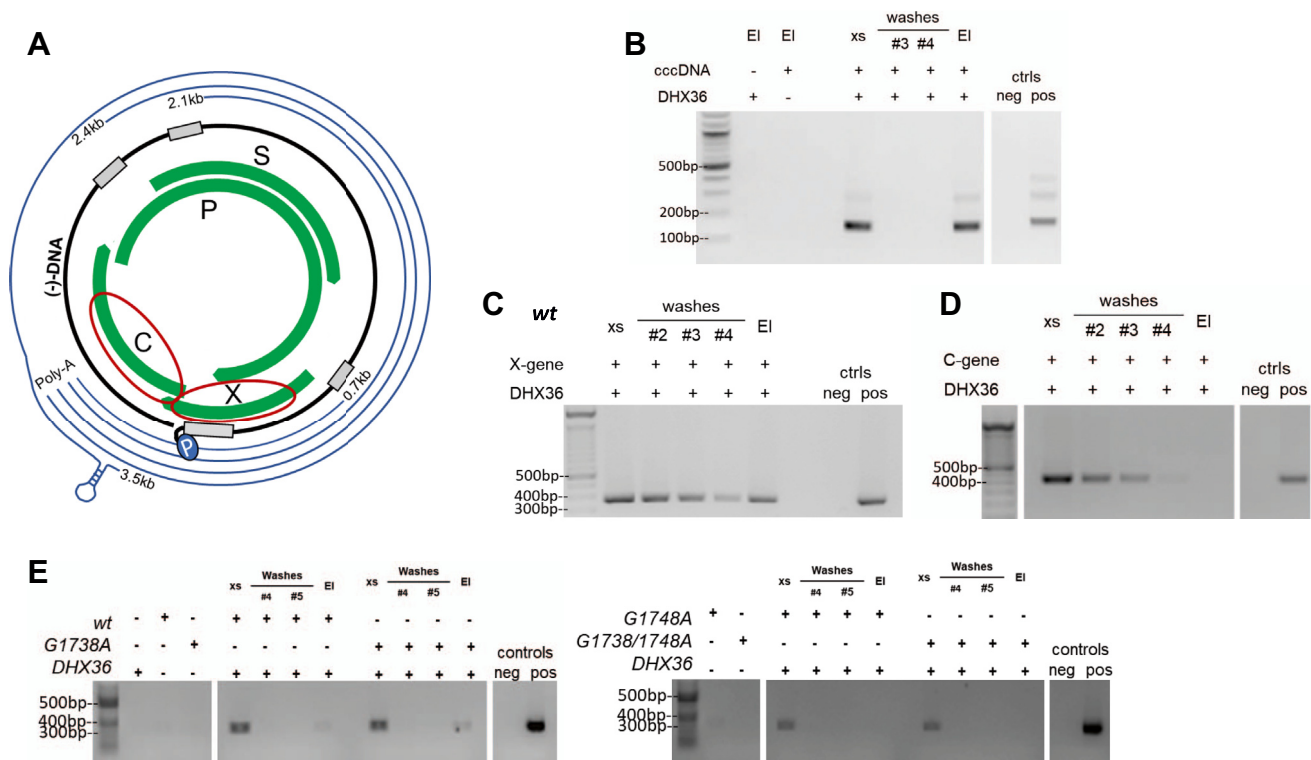 A
2.4kb
2.1kb
S
P
(-)-DNA
C
X
Poly-A
0.7kb
P
3.5kb
B
washes
El El xs #3 #4 El
cccDNA - + + + + +
ctrls
DHX36 + - + + + + neg pos
500bp--
200bp--
100bp--
C wt
washes
xs #2 #3 #4 El
X-gene + + + + +
ctrls
DHX36 + + + + + neg pos
500bp--
400bp--
300bp--
D
washes
xs #2 #3 #4 El
C-gene + + + + +
ctrls
DHX36 + + + + + neg pos
500bp--
400bp--
E
xs Washes El xs Washes El
#4 #5 #4 #5
wt - + - + + + + - - - -
G1738A - - + - - - - + + + +
controls
DHX36 + - - + + + + + + + + neg pos
500bp--
400bp--
300bp--
xs Washes El xs Washes El
#4 #5 #4 #5
G1748A + - + + + + - - - -
G1738/1748A - + - - - - + + + +
controls
DHX36 - - + + + + + + + + neg pos
500bp--
400bp--
300bp--